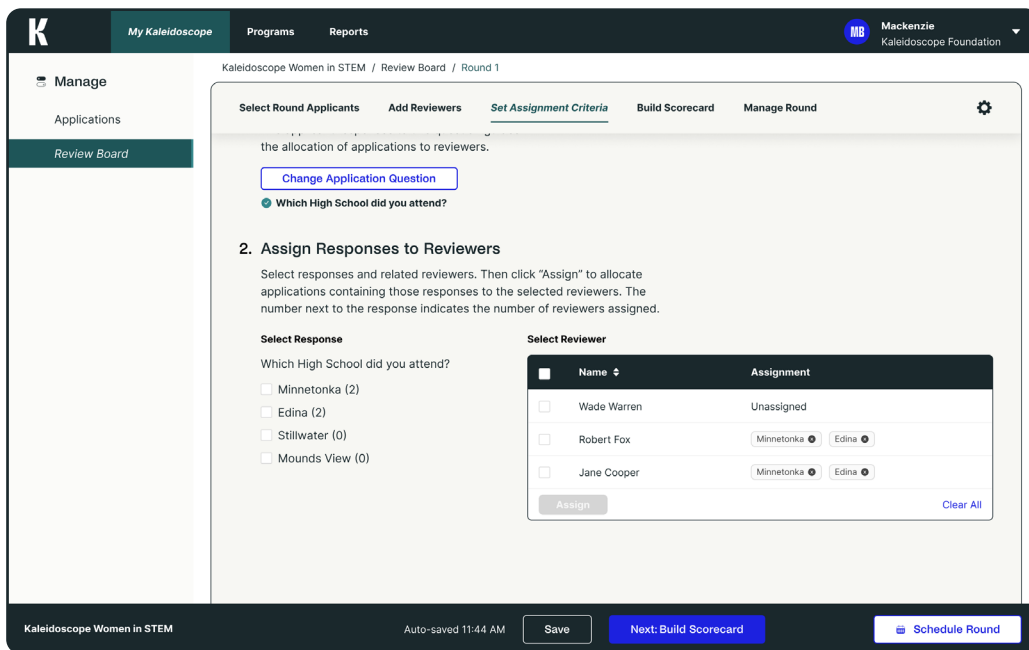 K
My Kaleidoscope
Programs
Reports
MB
Mackenzie
Kaleidoscope Foundation
Manage
Applications
Review Board
Kaleidoscope Women in STEM / Review Board / Round 1
Select Round Applicants
Add Reviewers
Set Assignment Criteria
Build Scorecard
Manage Round
the allocation of applications to reviewers.
Change Application Question
Which High School did you attend?
2. Assign Responses to Reviewers
Select responses and related reviewers. Then click “Assign” to allocate
applications containing those responses to the selected reviewers. The
number next to the response indicates the number of reviewers assigned.
Select Response
Which High School did you attend?
Minnetonka (2)
Edina (2)
Stillwater (0)
Mounds View (0)
Select Reviewer
Name Assignment
Wade Warren Unassigned
Robert Fox Minnetonka Edina
Jane Cooper Minnetonka Edina
Assign
Clear All
Kaleidoscope Women in STEM
Auto-saved 11:44 AM
Save
Next: Build Scorecard
Schedule Round